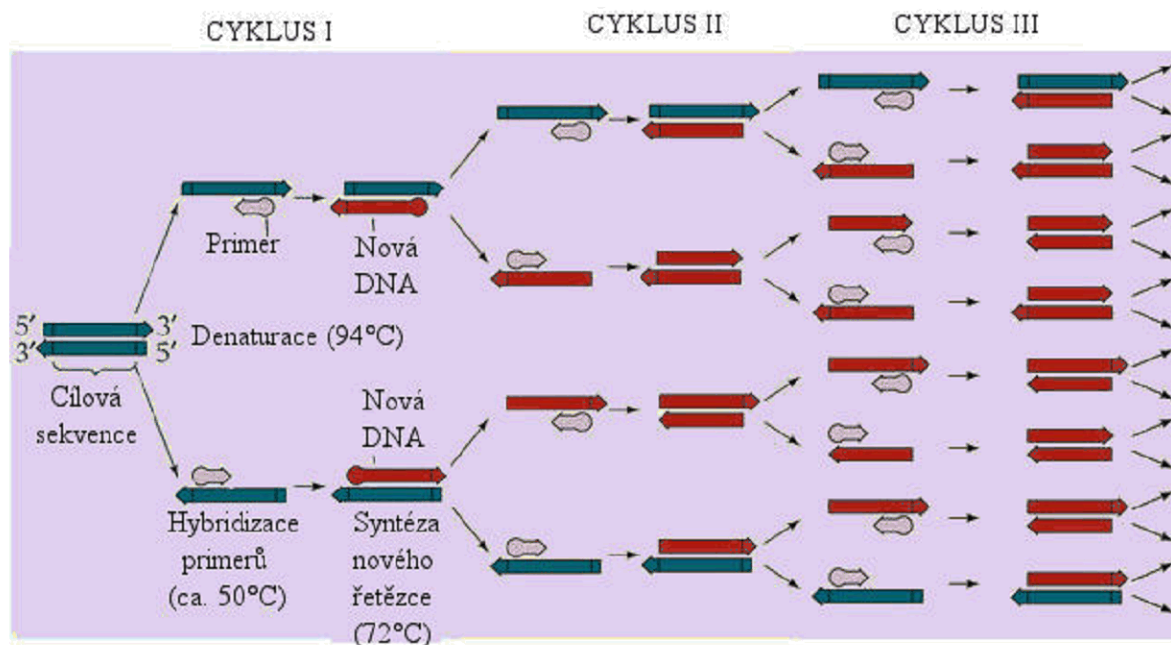 CYKLUS I
CYKLUS II
CYKLUS III
Primer
Nová
DNA
5′
3′
3′
5′
Denaturace (94°C)
Cílová
sekvence
Nová
DNA
Hybridizace
primerů
(ca. 50°C)
Syntéza
nového
řetězce
(72°C)